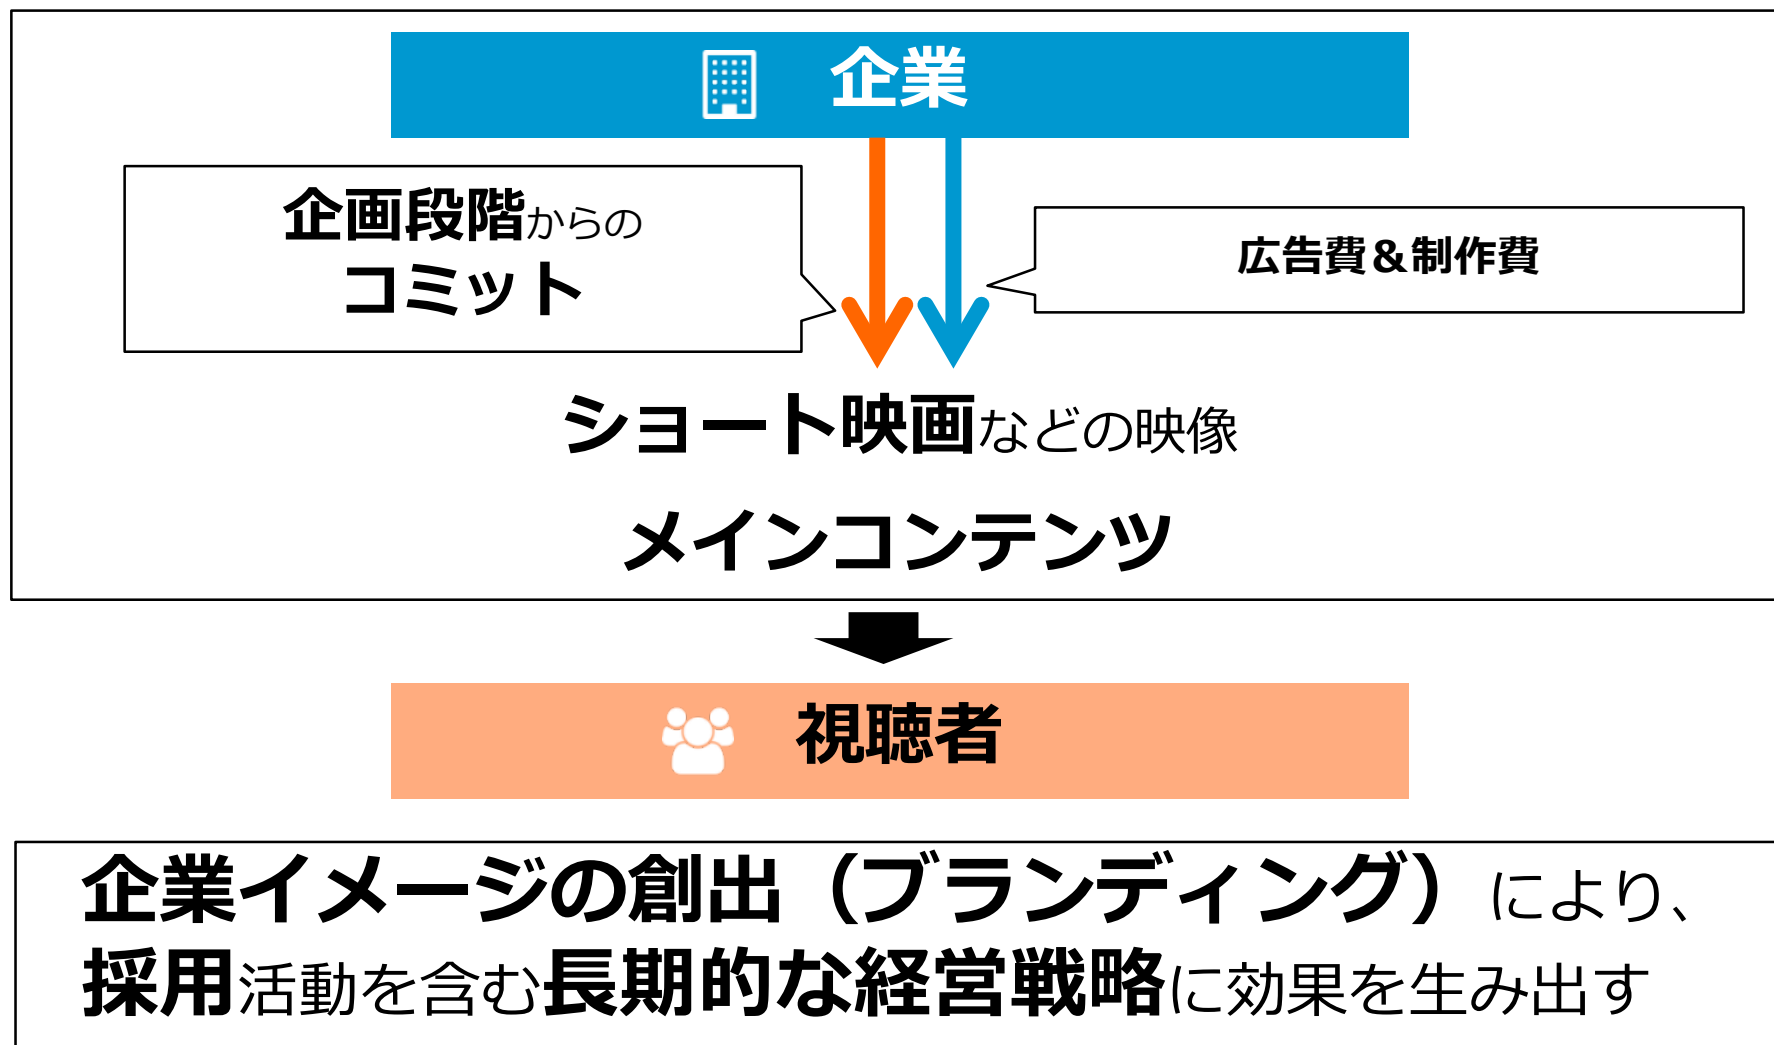 企業
企画段階からの
コミット
広告費＆制作費
ショート映画などの映像
メインコンテンツ
視聴者
企業イメージの創出（ブランディング）により、
採用活動を含む長期的な経営戦略に効果を生み出す